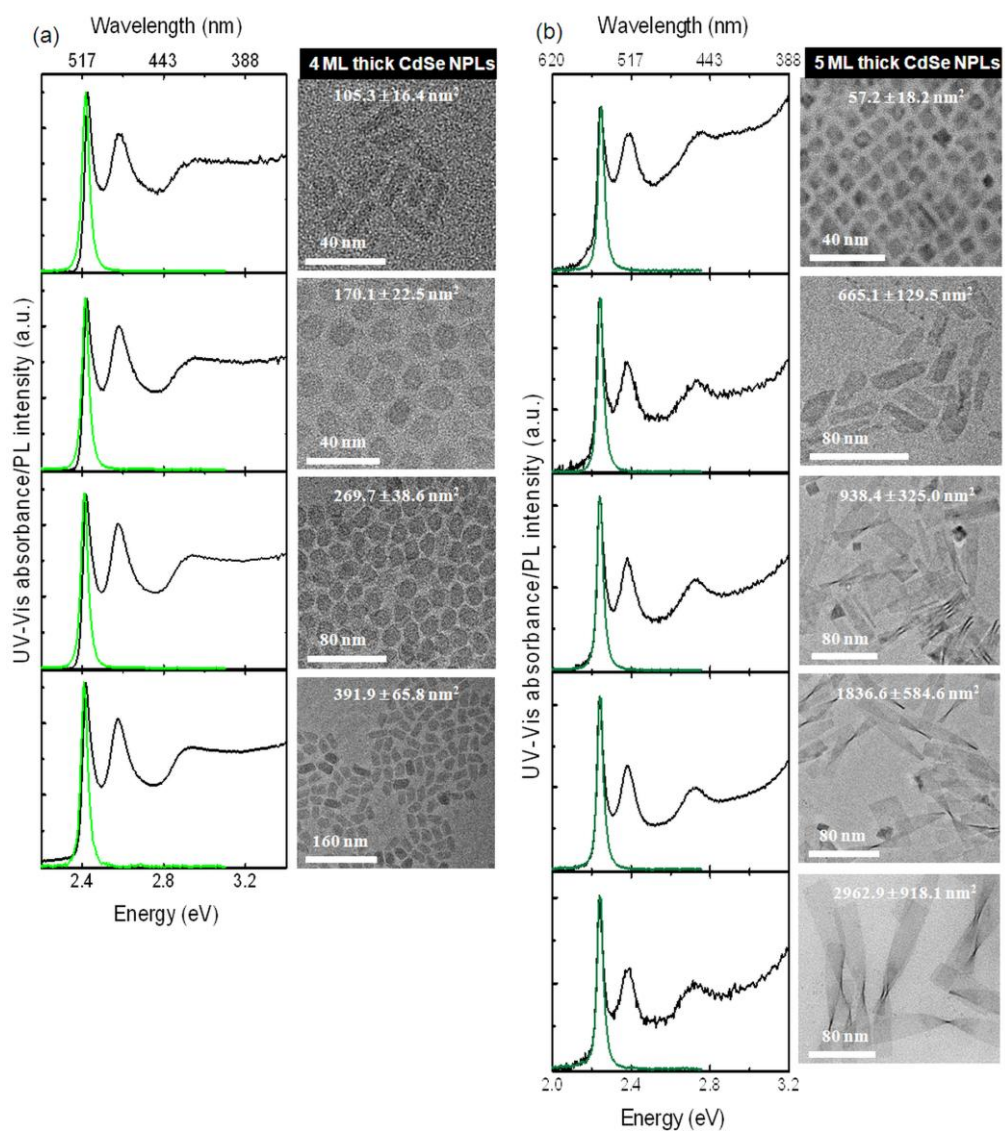 (a)
Wavelength (nm)
517 443 388
4 ML thick CdSe NPLs
105.3 ± 16.4 nm²
40 nm
170.1 ± 22.5 nm²
40 nm
269.7 ± 38.6 nm²
80 nm
391.9 ± 65.8 nm²
160 nm
UV-Vis absorbance/PL intensity (a.u.)
2.4 2.8 3.2
Energy (eV)
(b)
Wavelength (nm)
620 517 443 388
5 ML thick CdSe NPLs
57.2 ± 18.2 nm²
40 nm
665.1 ± 129.5 nm²
80 nm
938.4 ± 325.0 nm²
80 nm
1836.6 ± 584.6 nm²
80 nm
2962.9 ± 918.1 nm²
80 nm
UV-Vis absorbance/PL intensity (a.u.)
2.0 2.4 2.8 3.2
Energy (eV)